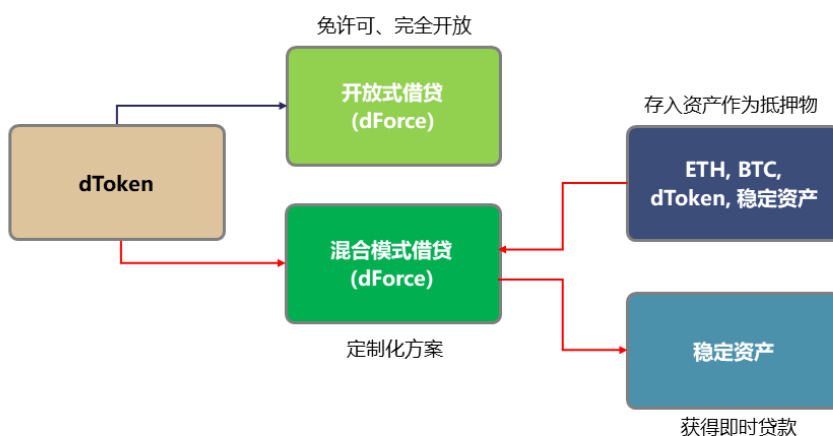 免许可、完全开放
开放式借贷
(dForce)
存入资产作为抵押物
dToken
ETH, BTC,
dToken, 稳定资产
混合模式借贷
(dForce)
定制化方案
稳定资产
获得即时贷款